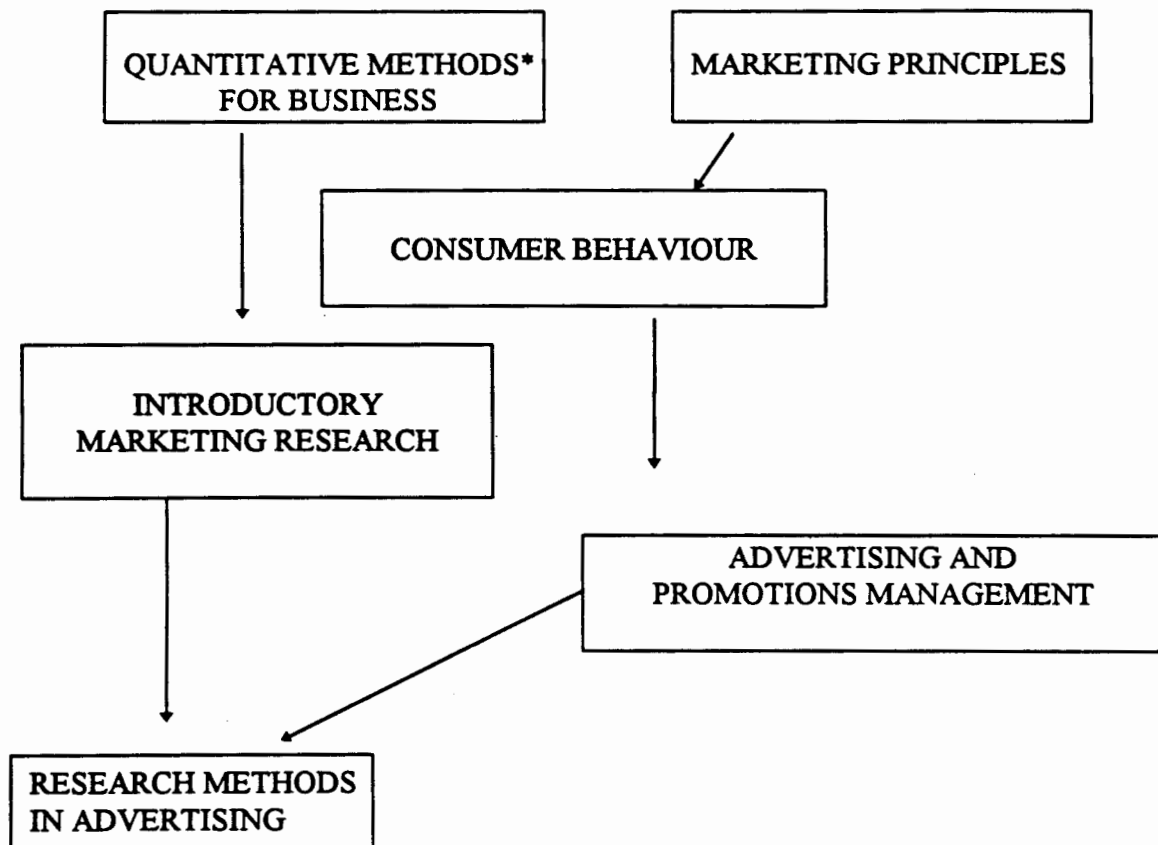 QUANTITATIVE METHODS*
FOR BUSINESS
MARKETING PRINCIPLES
CONSUMER BEHAVIOUR
INTRODUCTORY
MARKETING RESEARCH
ADVERTISING AND
PROMOTIONS MANAGEMENT
RESEARCH METHODS
IN ADVERTISING